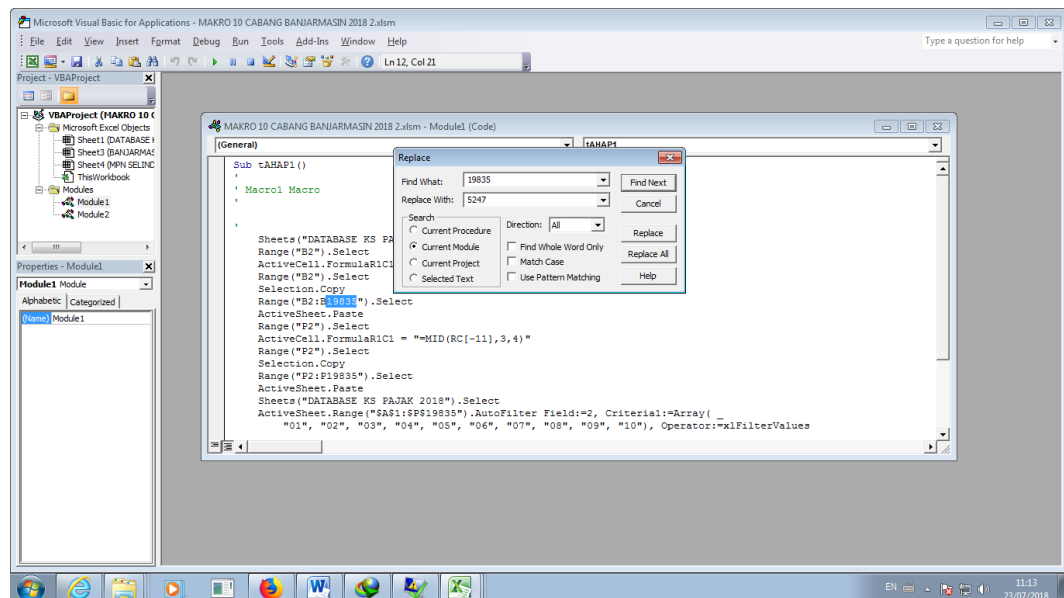 Microsoft Visual Basic for Applications - MAKRO 10 CABANG BANJARMASIN 2018 2.xlsm
File Edit View Insert Format Debug Run Tools Add-Ins Window Help
Type a question for help
Ln 12, Col 21
Project - VBAProject
VBAProject (MAKRO 10 C
Microsoft Excel Objects
Sheet1 (DATABASE K
Sheet3 (BANJARMAS
Sheet4 (MPN SELIND
ThisWorkbook
Modules
Module1
Module2
Properties - Module1
Module1 Module
Alphabetic Categorized
(Name) Module1
MAKRO 10 CABANG BANJARMASIN 2018 2.xlsm - Module1 (Code)
(General)
tAHAP1
Sub tAHAP1()
'
' Macro1 Macro
'
'
Sheets("DATABASE KS PA
Range("B2").Select
ActiveCell.FormulaR1C1
Range("B2").Select
Selection.Copy
Range("B2:B19835").Select
ActiveSheet.Paste
Range("P2").Select
ActiveCell.FormulaR1C1 = "=MID(RC[-11],3,4)"
Range("P2").Select
Selection.Copy
Range("P2:P19835").Select
ActiveSheet.Paste
Sheets("DATABASE KS PAJAK 2018").Select
ActiveSheet.Range("$A$1:$P$19835").AutoFilter Field:=2, Criteria1:=Array( _
"01", "02", "03", "04", "05", "06", "07", "08", "09", "10"), Operator:=xlFilterValues
Replace
Find What: 19835
Find Next
Replace With: 5247
Cancel
Search
Direction: All
Current Procedure
Current Module
Current Project
Selected Text
Find Whole Word Only
Match Case
Use Pattern Matching
Replace
Replace All
Help
EN
11:13
23/07/2018